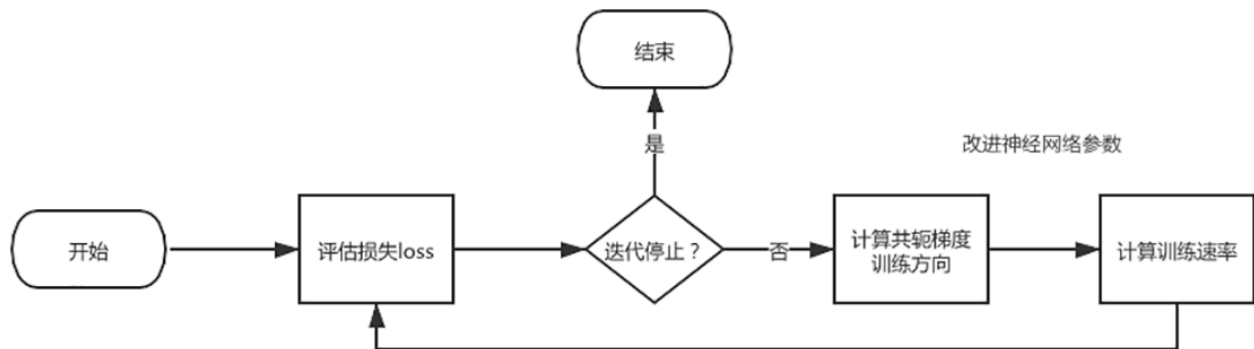 结束
是
改进神经网络参数
开始
评估损失loss
迭代停止？
否
计算共轭梯度
训练方向
计算训练速率